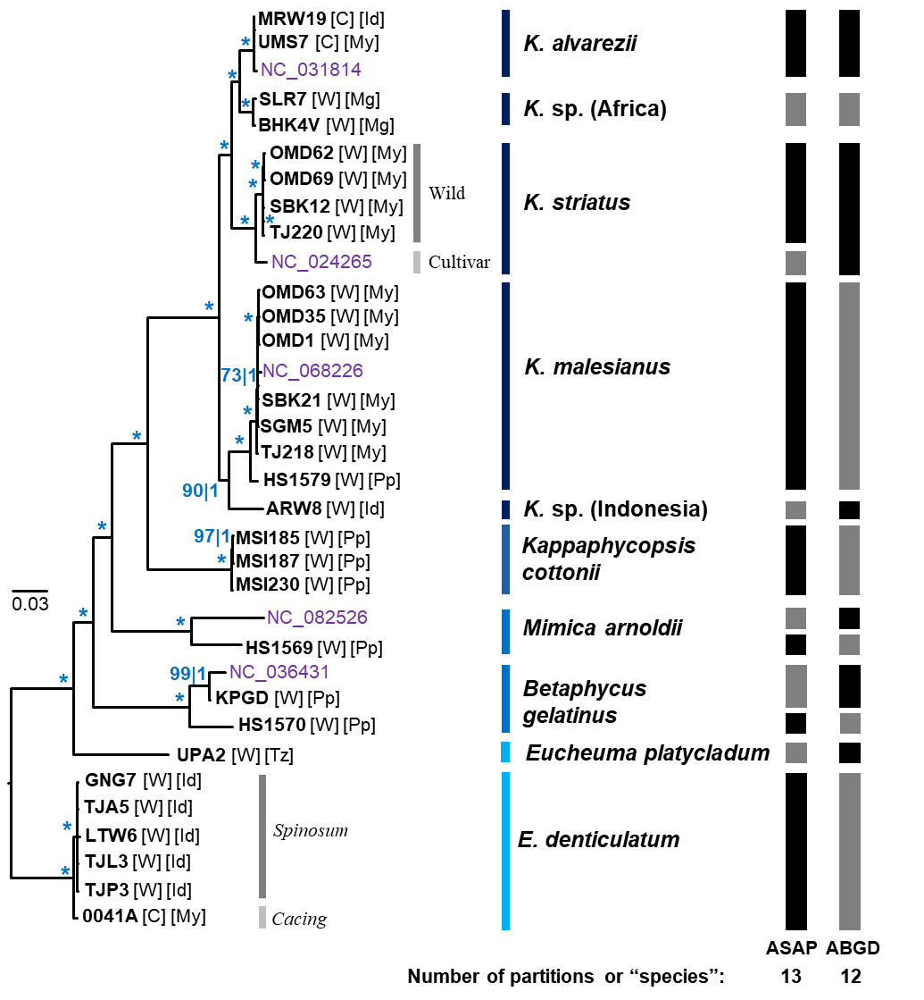 MRW19 [C] [Id]
UMS7 [C] [My]
NC_031814
K. alvarezii
SLR7 [W] [Mg]
BHK4V [W] [Mg]
K. sp. (Africa)
OMD62 [W] [My]
OMD69 [W] [My]
SBK12 [W] [My]
TJ220 [W] [My]
Wild
NC_024265
Cultivar
K. striatus
OMD63 [W] [My]
OMD35 [W] [My]
OMD1 [W] [My]
73|1
NC_068226
SBK21 [W] [My]
SGM5 [W] [My]
TJ218 [W] [My]
HS1579 [W] [Pp]
K. malesianus
90|1
ARW8 [W] [Id]
K. sp. (Indonesia)
97|1
MSI185 [W] [Pp]
MSI187 [W] [Pp]
MSI230 [W] [Pp]
Kappaphycopsis
cottonii
0.03
NC_082526
HS1569 [W] [Pp]
Mimica arnoldii
99|1
NC_036431
KPGD [W] [Pp]
HS1570 [W] [Pp]
Betaphycus
gelatinus
UPA2 [W] [Tz]
Eucheuma platycladum
GNG7 [W] [Id]
TJA5 [W] [Id]
LTW6 [W] [Id]
TJL3 [W] [Id]
TJP3 [W] [Id]
Spinosum
0041A [C] [My]
Cacing
E. denticulatum
ASAP ABGD
Number of partitions or “species”: 13 12